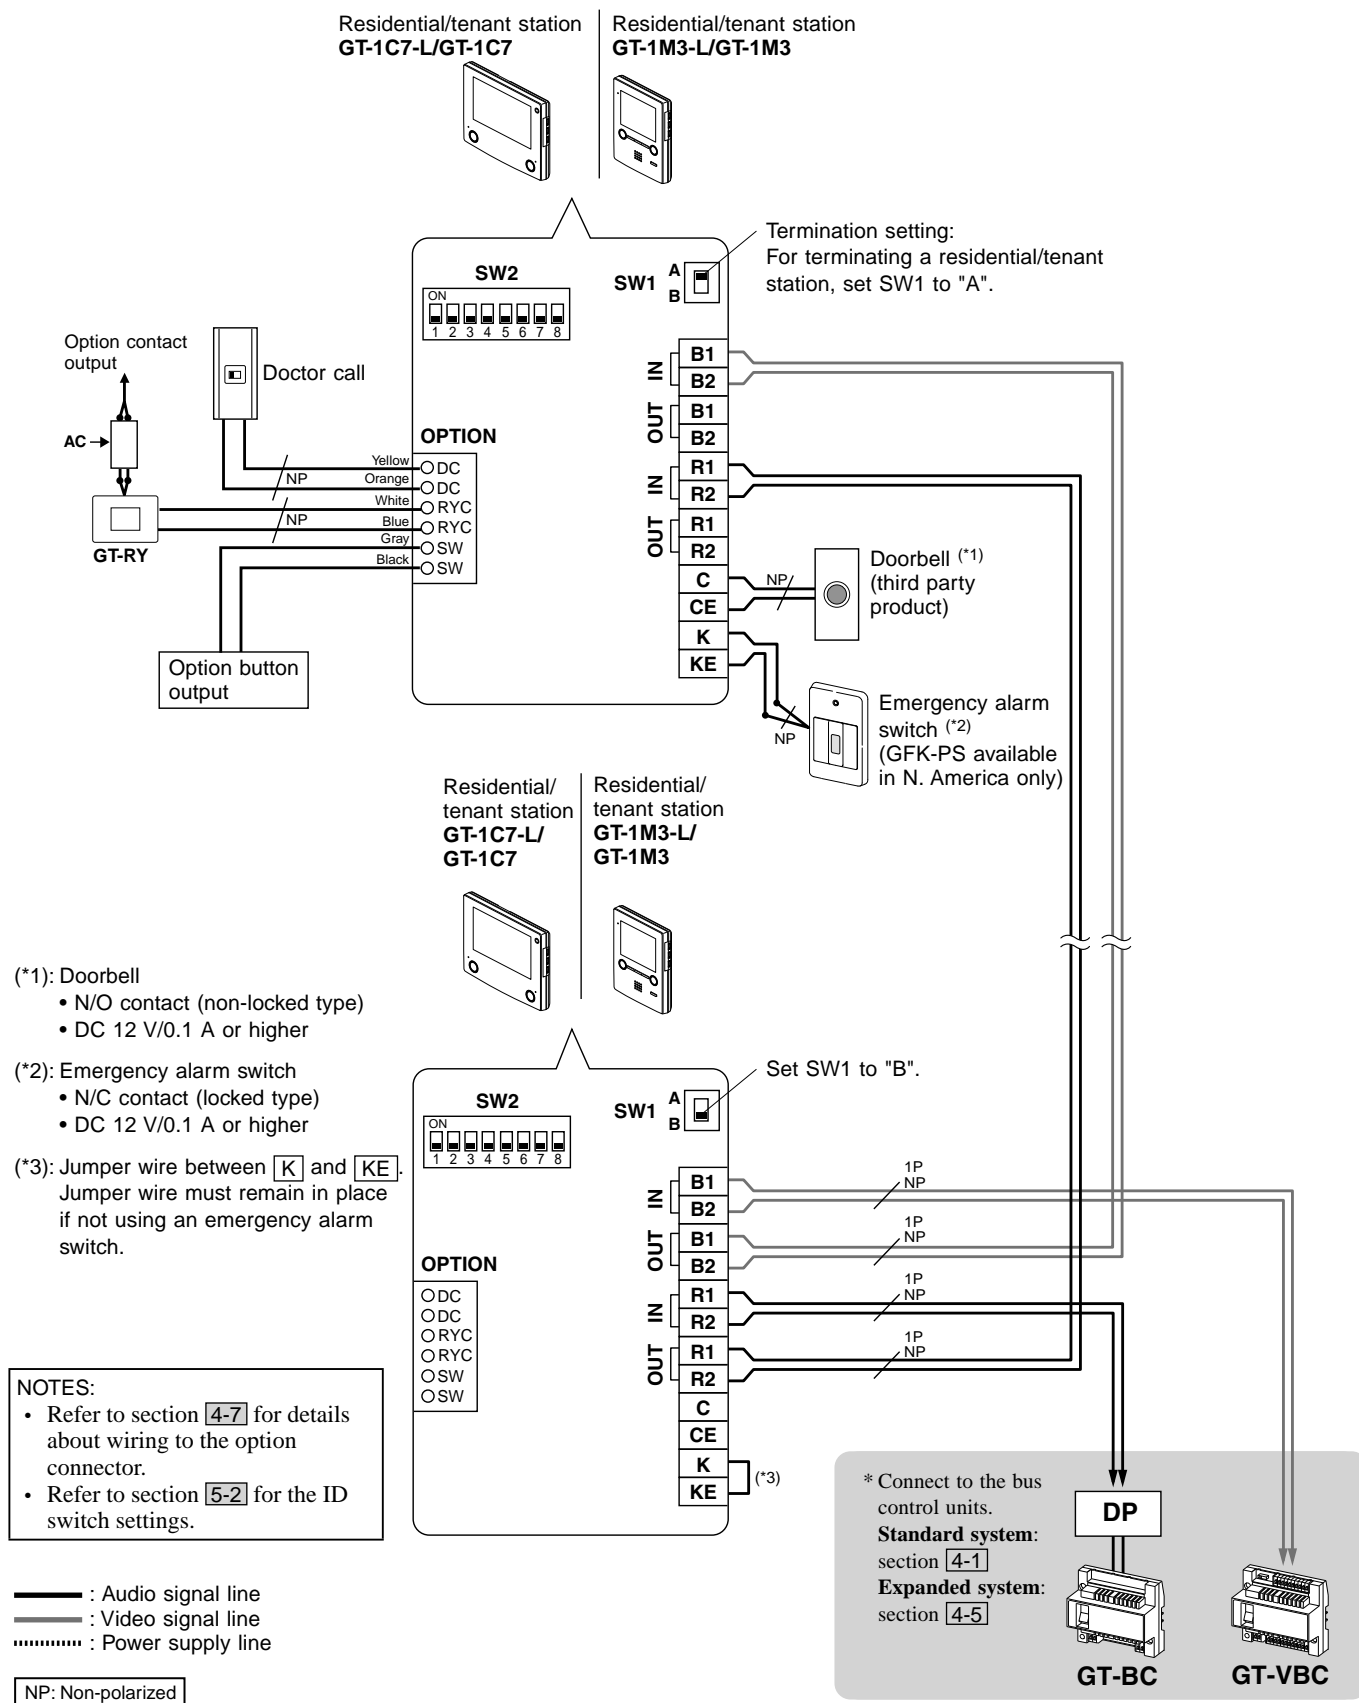 Residential/tenant station
GT-1C7-L/GT-1C7
Residential/tenant station
GT-1M3-L/GT-1M3
Termination setting:
For terminating a residential/tenant
station, set SW1 to "A".
SW2
ON
1 2 3 4 5 6 7 8
SW1
A
B
Option contact
output
AC
GT-RY
Doctor call
NP
NP
Yellow
Orange
White
Blue
Gray
Black
OPTION
DC
DC
RYC
RYC
SW
SW
Option button
output
IN
B1
B2
OUT
B1
B2
IN
R1
R2
OUT
R1
R2
C
CE
K
KE
NP
Doorbell (*1)
(third party
product)
NP
Emergency alarm
switch (*2)
(GFK-PS available
in N. America only)
Residential/
tenant station
GT-1C7-L/
GT-1C7
Residential/
tenant station
GT-1M3-L/
GT-1M3
(*1): Doorbell
• N/O contact (non-locked type)
• DC 12 V/0.1 A or higher
(*2): Emergency alarm switch
• N/C contact (locked type)
• DC 12 V/0.1 A or higher
(*3): Jumper wire between K and KE.
Jumper wire must remain in place
if not using an emergency alarm
switch.
Set SW1 to "B".
SW2
ON
1 2 3 4 5 6 7 8
SW1
A
B
OPTION
DC
DC
RYC
RYC
SW
SW
IN
B1
B2
OUT
B1
B2
IN
R1
R2
OUT
R1
R2
C
CE
K
KE
(*3)
1P
NP
1P
NP
1P
NP
1P
NP
NOTES:
• Refer to section 4-7 for details
about wiring to the option
connector.
• Refer to section 5-2 for the ID
switch settings.
* Connect to the bus
control units.
Standard system:
section 4-1
Expanded system:
section 4-5
DP
GT-BC
GT-VBC
: Audio signal line
: Video signal line
: Power supply line
NP: Non-polarized